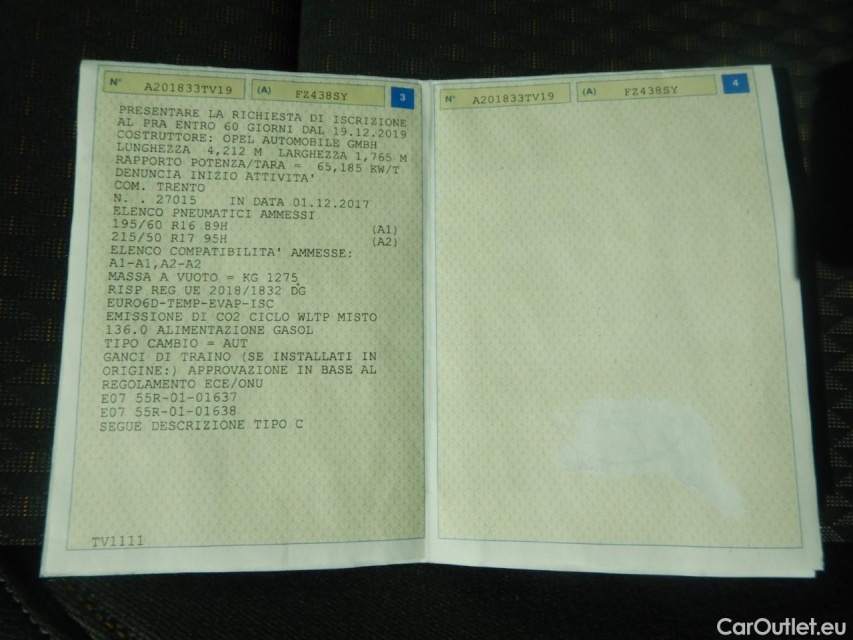 N° A201833TV19 (A) FZ438SY 3
PRESENTARE LA RICHIESTA DI ISCRIZIONE
AL PRA ENTRO 60 GIORNI DAL 19.12.2019
COSTRUTTORE: OPEL AUTOMOBILE GMBH
LUNGHEZZA 4,212 M LARGHEZZA 1,765 M
RAPPORTO POTENZA/TARA = 65,185 KW/T
DENUNCIA INIZIO ATTIVITA'
COM. TRENTO
N. . 27015 IN DATA 01.12.2017
ELENCO PNEUMATICI AMMESSI
195/60 R16 89H (A1)
215/50 R17 95H (A2)
ELENCO COMPATIBILITA' AMMESSE:
A1-A1,A2-A2
MASSA A VUOTO = KG 1275
RISP REG UE 2018/1832 DG
EURO6D-TEMP-EVAP-ISC
EMISSIONE DI CO2 CICLO WLTP MISTO
136.0 ALIMENTAZIONE GASOL
TIPO CAMBIO = AUT
GANCI DI TRAINO (SE INSTALLATI IN
ORIGINE:) APPROVAZIONE IN BASE AL
REGOLAMENTO ECE/ONU
E07 55R-01-01637
E07 55R-01-01638
SEGUE DESCRIZIONE TIPO C
TV1111
N° A201833TV19 (A) FZ438SY 4
CarOutlet.eu